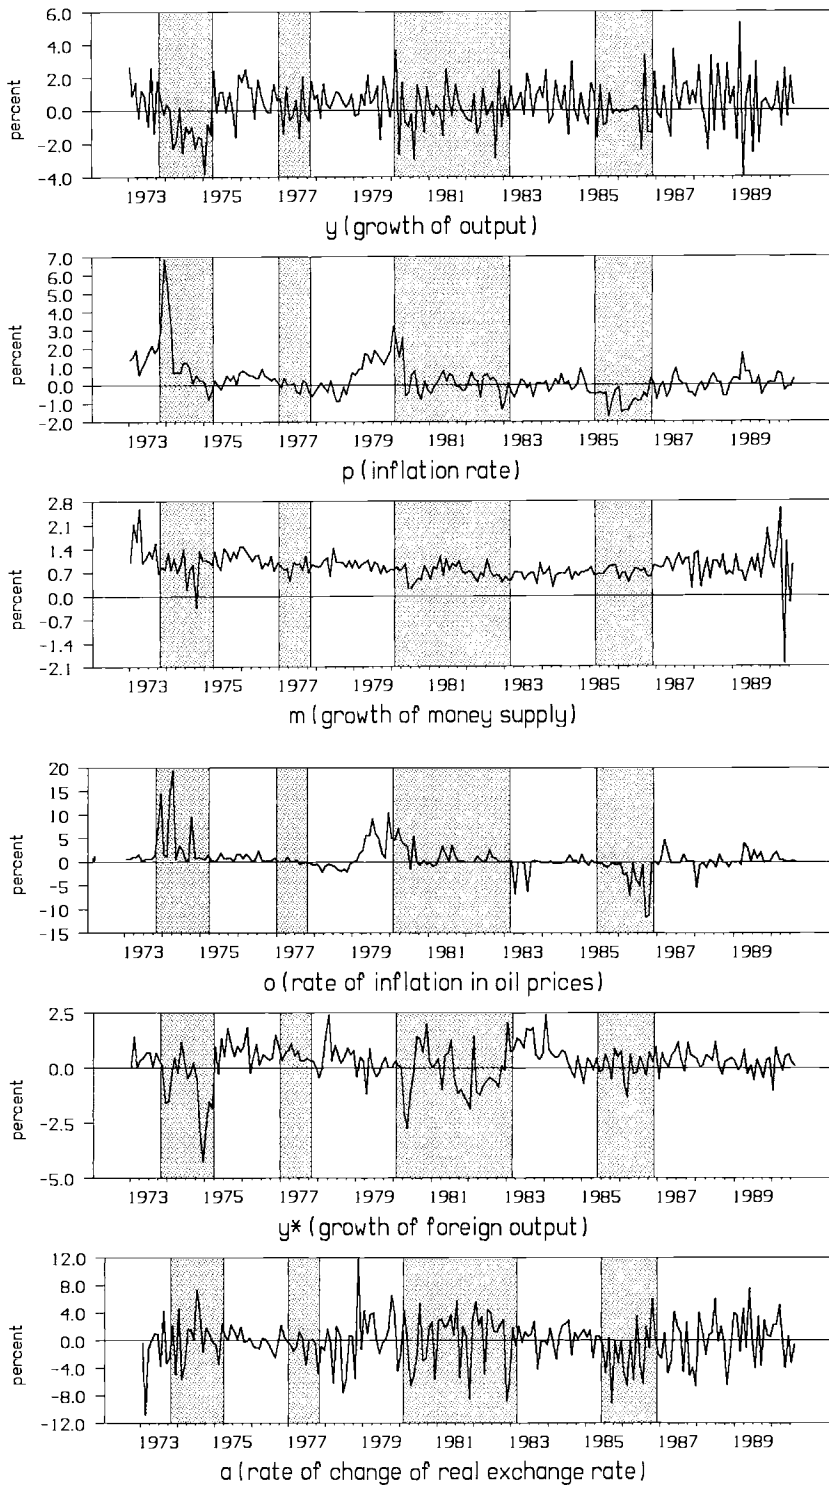 6.0
4.0
2.0
0.0
-2.0
-4.0
percent
1973 1975 1977 1979 1981 1983 1985 1987 1989
y (growth of output)
7.0
6.0
5.0
4.0
3.0
2.0
1.0
0.0
-1.0
-2.0
percent
1973 1975 1977 1979 1981 1983 1985 1987 1989
p (inflation rate)
2.8
2.1
1.4
0.7
0.0
-0.7
-1.4
-2.1
percent
1973 1975 1977 1979 1981 1983 1985 1987 1989
m (growth of money supply)
20
15
10
5
0
-5
-10
-15
percent
1973 1975 1977 1979 1981 1983 1985 1987 1989
o (rate of inflation in oil prices)
2.5
0.0
-2.5
-5.0
percent
1973 1975 1977 1979 1981 1983 1985 1987 1989
y* (growth of foreign output)
12.0
8.0
4.0
0.0
-4.0
-8.0
-12.0
percent
1973 1975 1977 1979 1981 1983 1985 1987 1989
a (rate of change of real exchange rate)